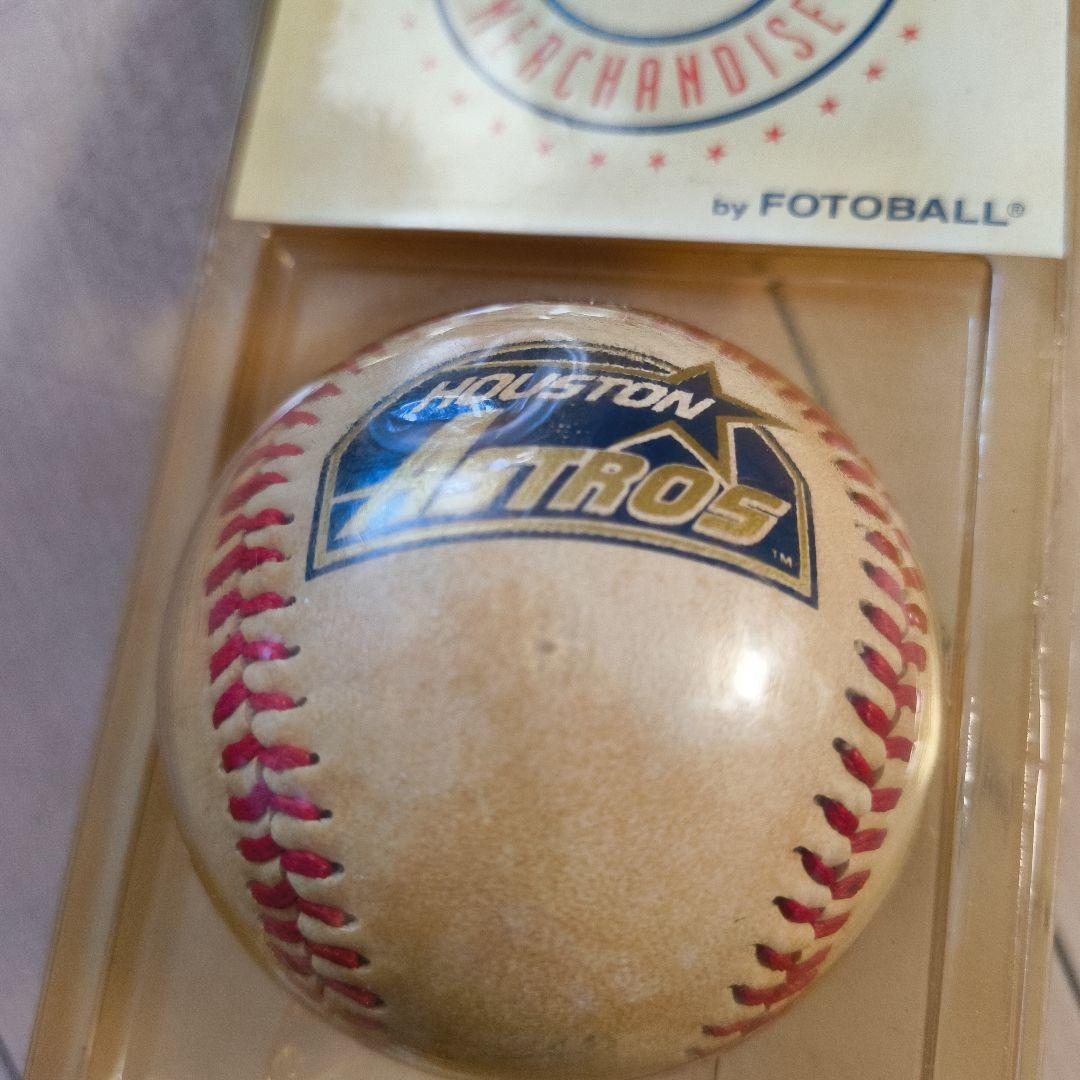 MERCHANDISE
by FOTOBALL®
HOUSTON
ASTROS
TM